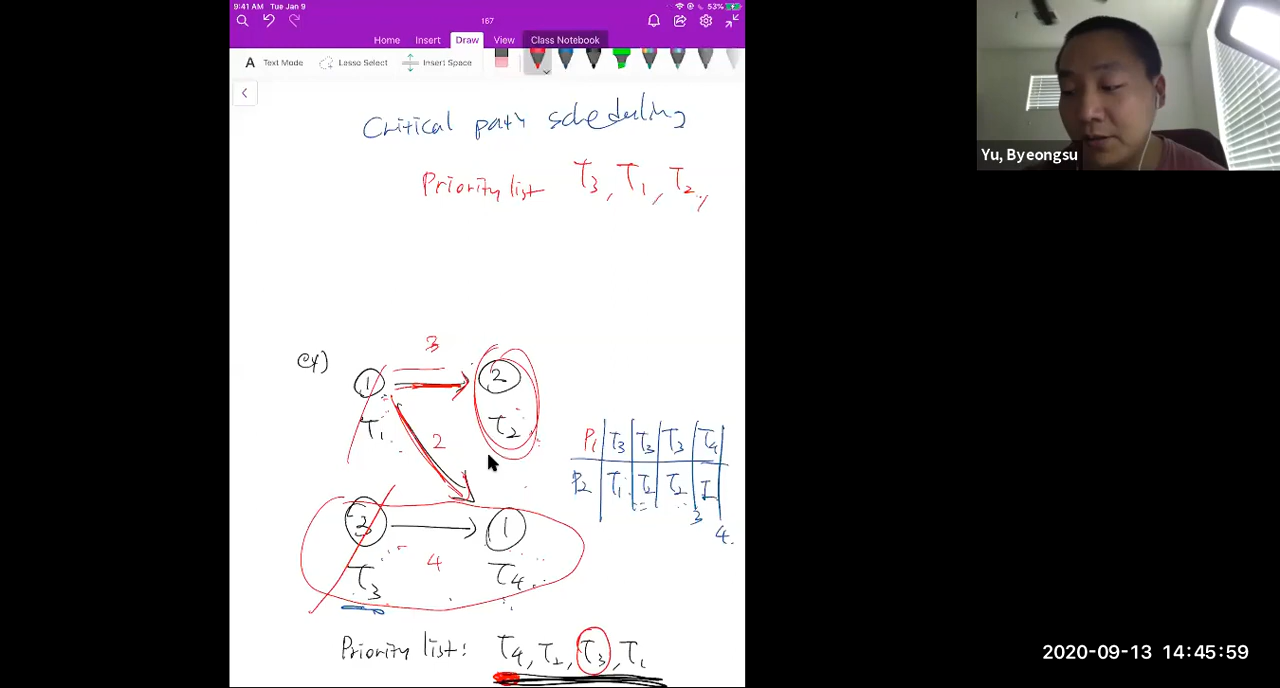 9:41 AM Tue Jan 9
53%
167
Home Insert Draw View Class Notebook
A Text Mode Lasso Select Insert Space
Critical path scheduling
Priority list T3, T1, T2,
Yu, Byeongsu
ex)
3
1 2
T1 T2
2
P1 T3 T3 T3 T4
P2 T1 T2 T2 I
3
4.
3 1
4
T3 T4
Priority list: T4, T2, T3, T1
2020-09-13 14:45:59